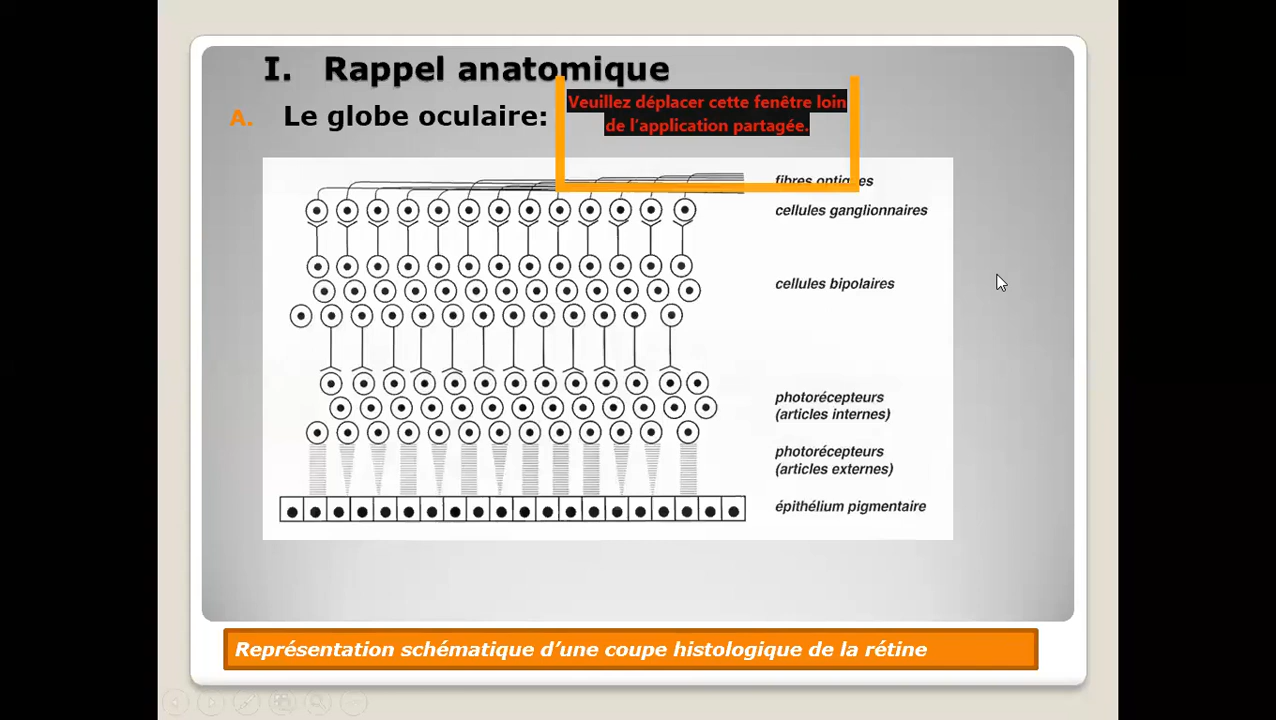 I. Rappel anatomique
A. Le globe oculaire:
Veuillez déplacer cette fenêtre loin
de l'application partagée.
fibres optiques
cellules ganglionnaires
cellules bipolaires
photorécepteurs
(articles internes)
photorécepteurs
(articles externes)
épithélium pigmentaire
Représentation schématique d'une coupe histologique de la rétine